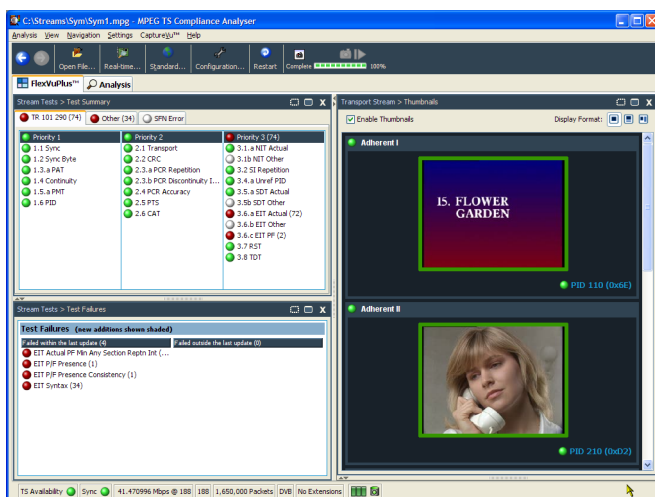 C:\Streams\Sym\Sym1.mpg - MPEG TS Compliance Analyser
Analysis View Navigation Settings CaptureVu™ Help
Open File... Real-time... Standard... Configuration... Restart Complete 100%
FlexVuPlus™ Analysis
Stream Tests > Test Summary
TR 101 290 (74) Other (34) SFN Error
Priority 1
1.1 Sync
1.2 Sync Byte
1.3.a PAT
1.4 Continuity
1.5.a PMT
1.6 PID
Priority 2
2.1 Transport
2.2 CRC
2.3.a PCR Repetition
2.3.b PCR Discontinuity I...
2.4 PCR Accuracy
2.5 PTS
2.6 CAT
Priority 3 (74)
3.1.a NIT Actual
3.1b NIT Other
3.2 SI Repetition
3.4.a Unref PID
3.5.a SDT Actual
3.5b SDT Other
3.6.a EIT Actual (72)
3.6.b EIT Other
3.6.c EIT PF (2)
3.7 RST
3.8 TDT
Stream Tests > Test Failures
Test Failures (new additions shown shaded)
Failed within the last update (4) Failed outside the last update (0)
EIT Actual PF Min Any Section Reptn Int (...
EIT P/F Presence (1)
EIT P/F Presence Consistency (1)
EIT Syntax (34)
Transport Stream > Thumbnails
Enable Thumbnails Display Format:
Adherent I
15. FLOWER
GARDEN
PID 110 (0x6E)
Adherent II
PID 210 (0xD2)
TS Availability Sync 41.470996 Mbps @ 188 188 1,650,000 Packets DVB No Extensions